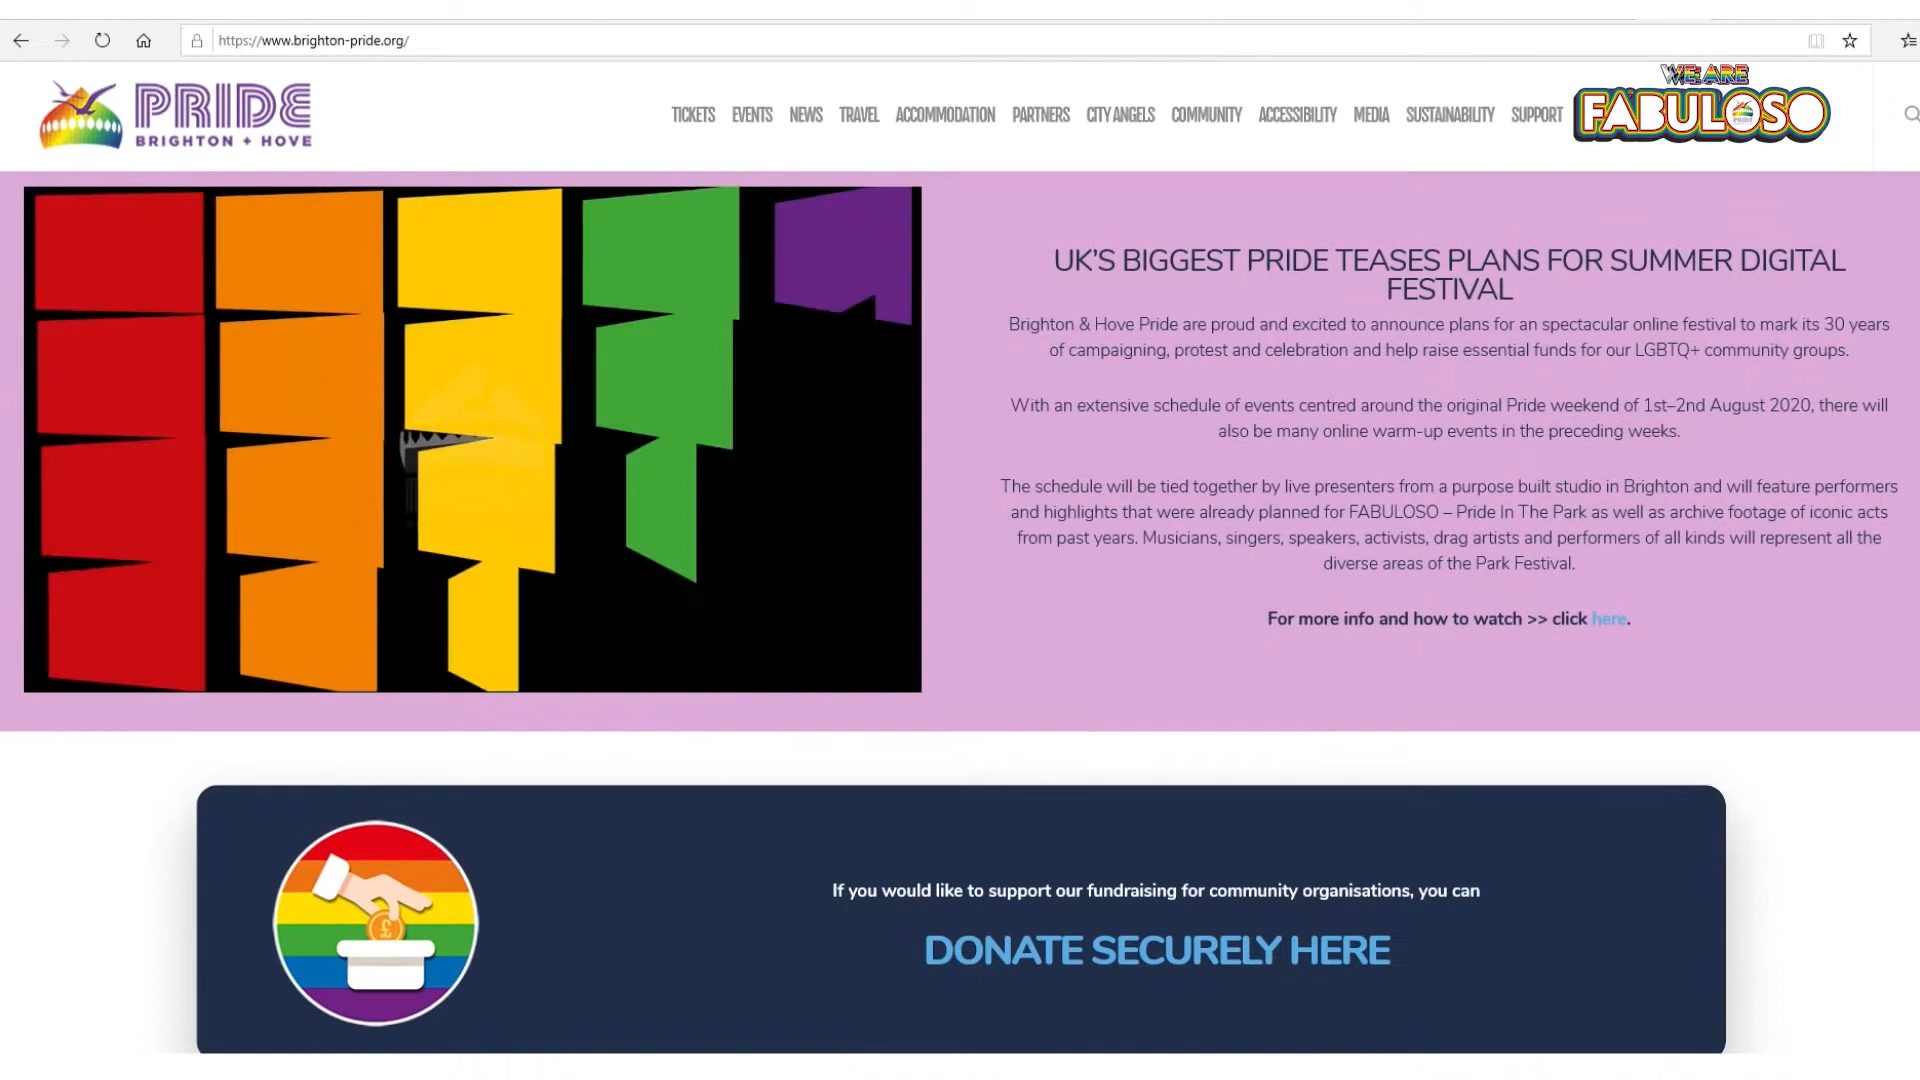 https://www.brighton-pride.org/
WE ARE
PRIDE
BRIGHTON + HOVE
TICKETS EVENTS NEWS TRAVEL ACCOMMODATION PARTNERS CITY ANGELS COMMUNITY ACCESSIBILITY MEDIA SUSTAINABILITY SUPPORT
FABULOSO
PRIDE
UK’S BIGGEST PRIDE TEASES PLANS FOR SUMMER DIGITAL
FESTIVAL
Brighton & Hove Pride are proud and excited to announce plans for an spectacular online festival to mark its 30 years
of campaigning, protest and celebration and help raise essential funds for our LGBTQ+ community groups.
With an extensive schedule of events centred around the original Pride weekend of 1st–2nd August 2020, there will
also be many online warm-up events in the preceding weeks.
The schedule will be tied together by live presenters from a purpose built studio in Brighton and will feature performers
and highlights that were already planned for FABULOSO – Pride In The Park as well as archive footage of iconic acts
from past years. Musicians, singers, speakers, activists, drag artists and performers of all kinds will represent all the
diverse areas of the Park Festival.
For more info and how to watch >> click here.
If you would like to support our fundraising for community organisations, you can
£
DONATE SECURELY HERE